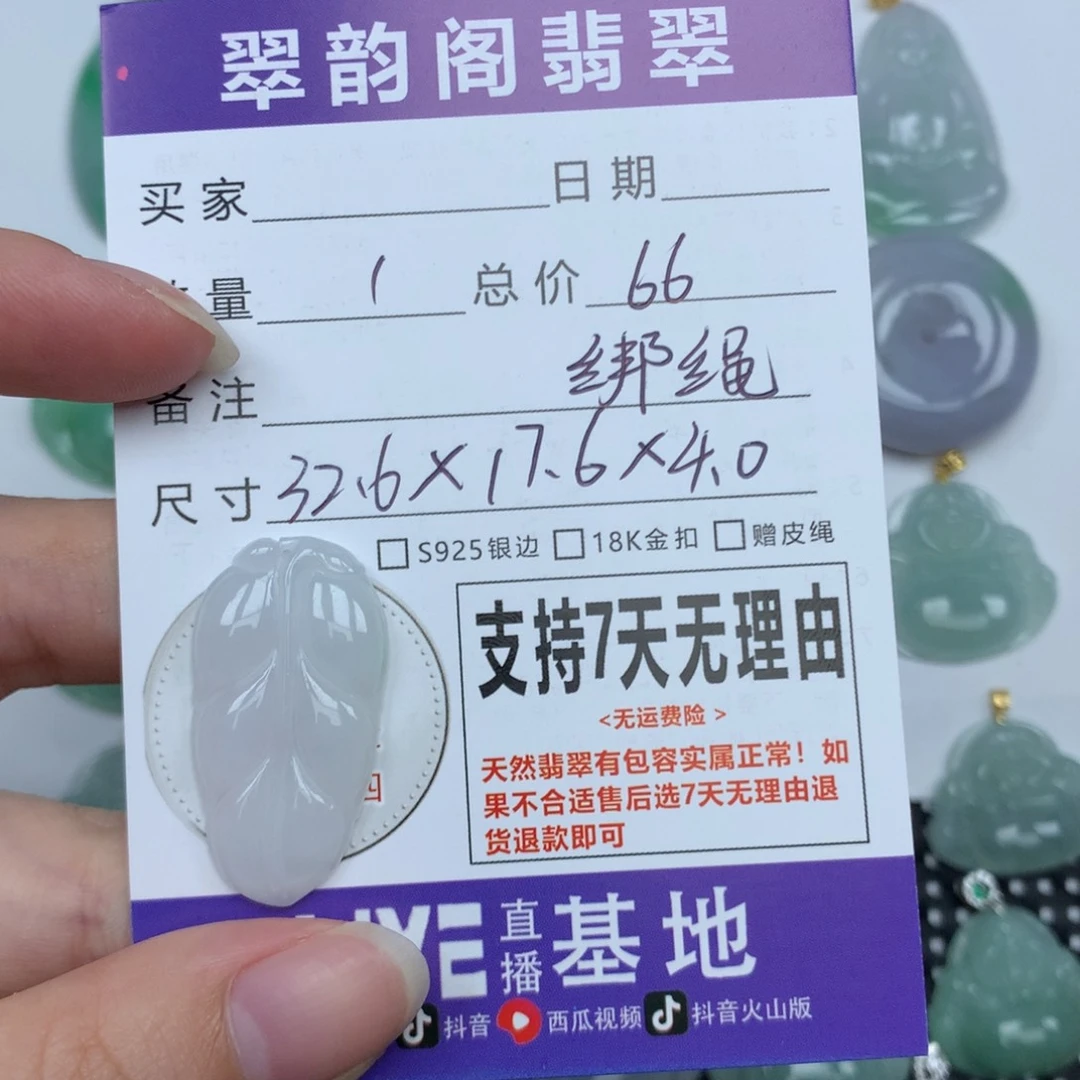 翠韵阁翡翠
买家 日期
量 1 总价 66
备注 绑绳
尺寸 32.6×17.6×4.0
S925银边 18K金扣 赠皮绳
支持7天无理由
<无运费险>
天然翡翠有包容实属正常！如
果不合适售后选7天无理由退
货退款即可
直播基地
抖音 西瓜视频 抖音火山版